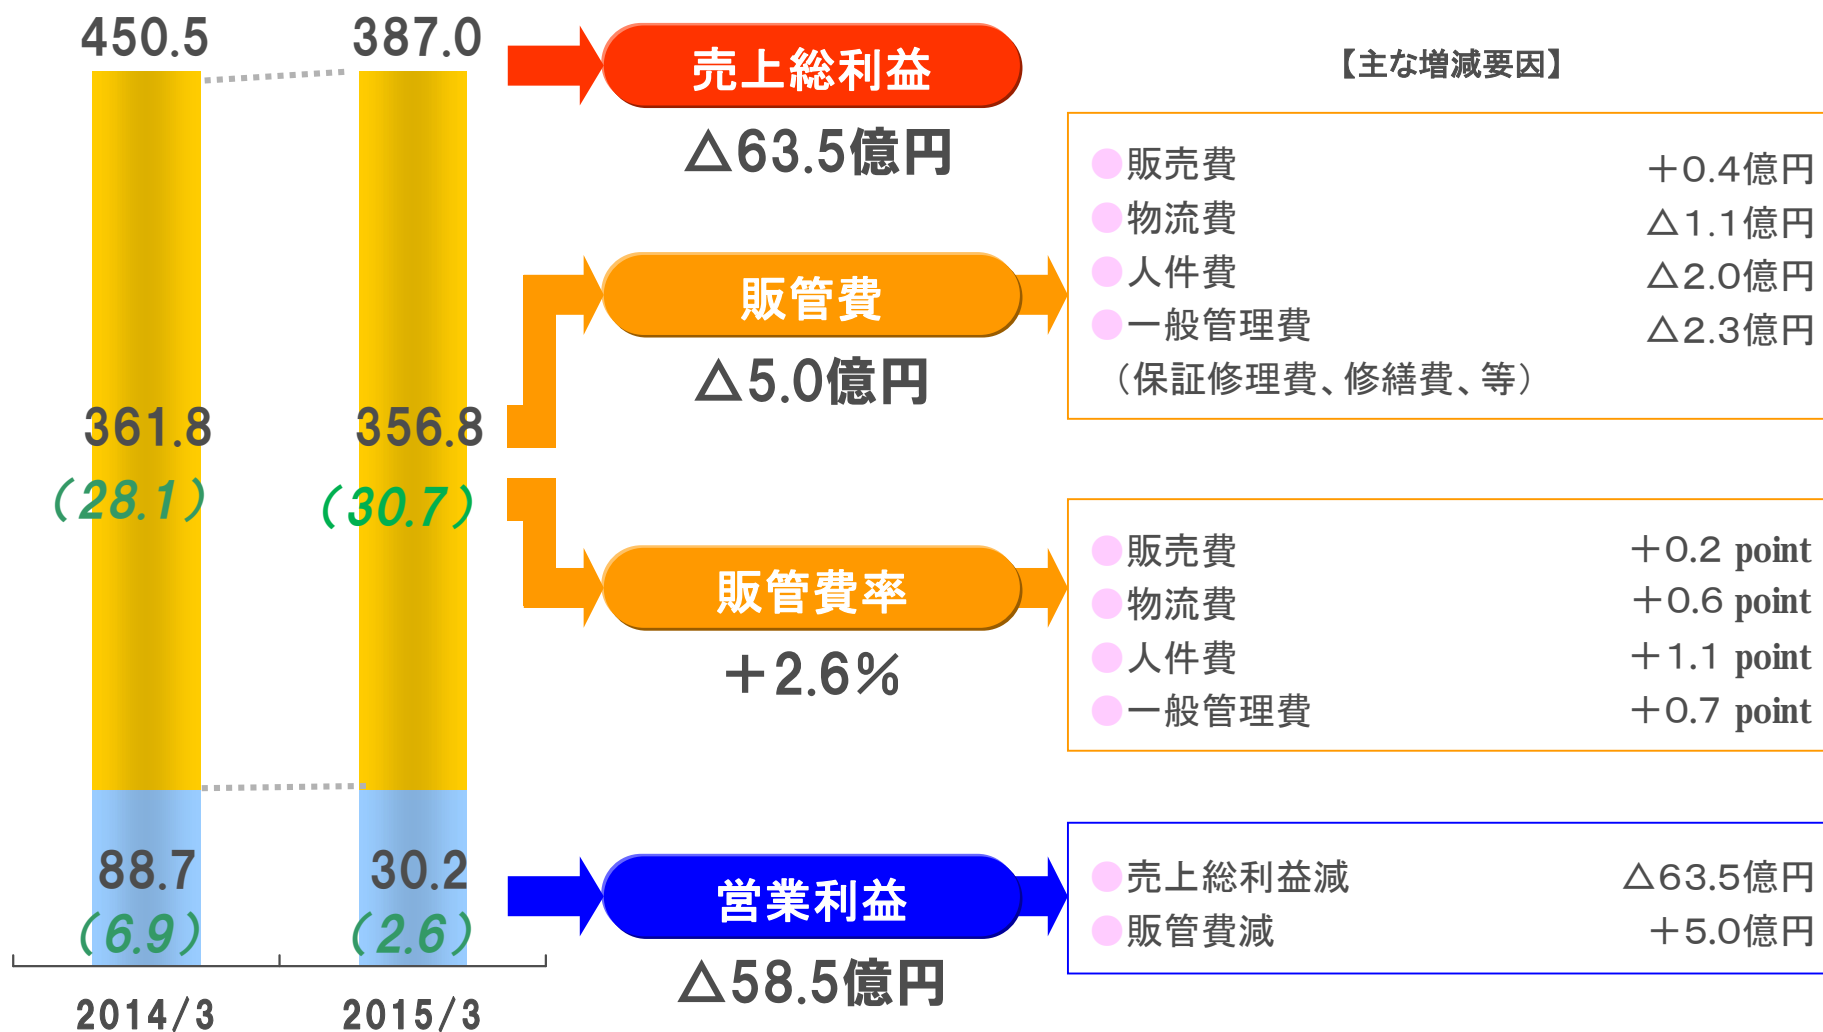 450.5
387.0
361.8
356.8
(28.1)
(30.7)
88.7
30.2
(6.9)
(2.6)
2014/3
2015/3
売上総利益
△63.5億円
販管費
△5.0億円
販管費率
＋2.6％
営業利益
△58.5億円
【主な増減要因】
●販売費 ＋0.4億円
●物流費 △1.1億円
●人件費 △2.0億円
●一般管理費 △2.3億円
（保証修理費、修繕費、等）
●販売費 ＋0.2 point
●物流費 ＋0.6 point
●人件費 ＋1.1 point
●一般管理費 ＋0.7 point
●売上総利益減 △63.5億円
●販管費減 ＋5.0億円